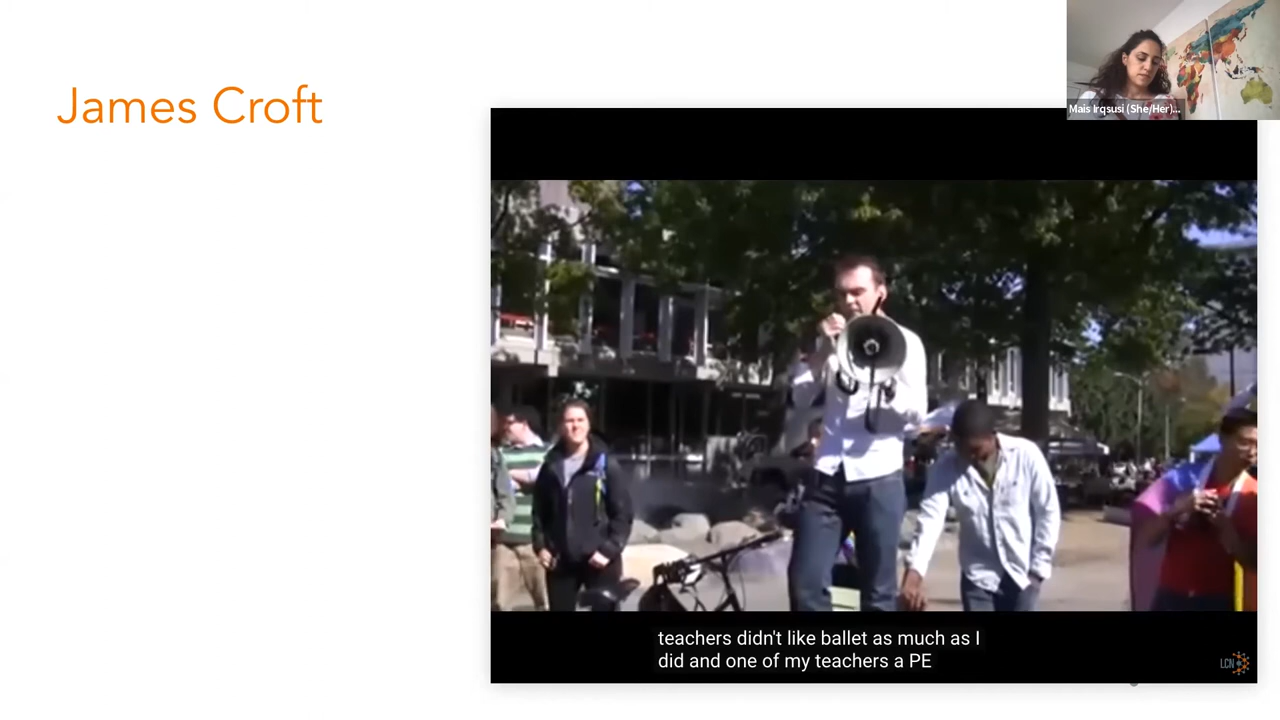 James Croft
Mais Irqsusi (She/Her)...
teachers didn't like ballet as much as I
did and one of my teachers a PE
LCN